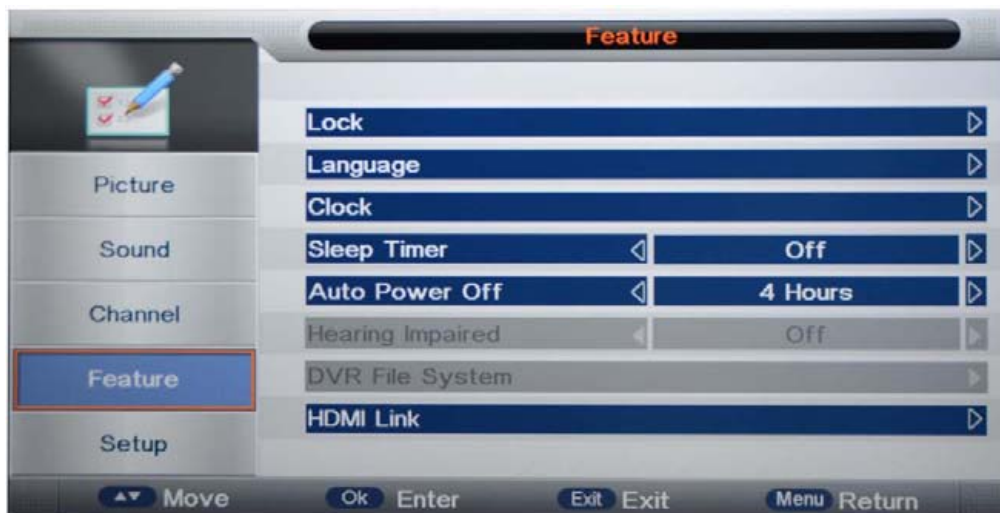 Feature
Picture
Sound
Channel
Feature
Setup
Lock
Language
Clock
Sleep Timer Off
Auto Power Off 4 Hours
Hearing Impaired Off
DVR File System
HDMI Link
Move Ok Enter Exit Exit Menu Return